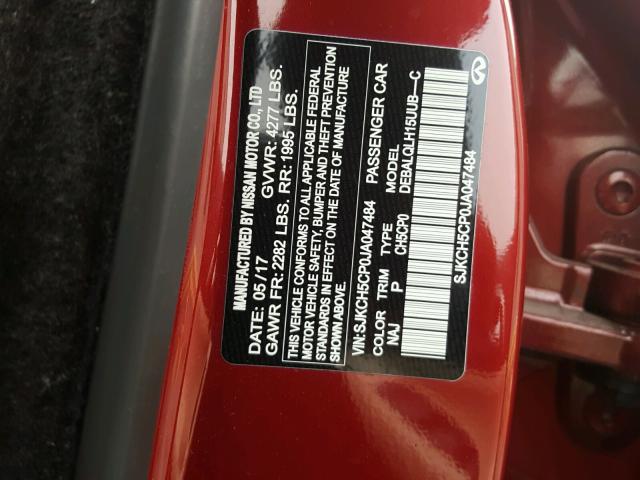 MANUFACTURED BY NISSAN MOTOR CO., LTD
DATE: 05/17 GVWR: 4277 LBS.
GAWR FR: 2282 LBS. RR: 1995 LBS.
THIS VEHICLE CONFORMS TO ALL APPLICABLE FEDERAL
MOTOR VEHICLE SAFETY, BUMPER AND THEFT PREVENTION
STANDARDS IN EFFECT ON THE DATE OF MANUFACTURE
SHOWN ABOVE.
VIN:SJKCH5CP0JA047484 PASSENGER CAR
COLOR TRIM TYPE MODEL
NAJ P CH5CP0 DEBALQLH15UUB--C
SJKCH5CP0JA047484